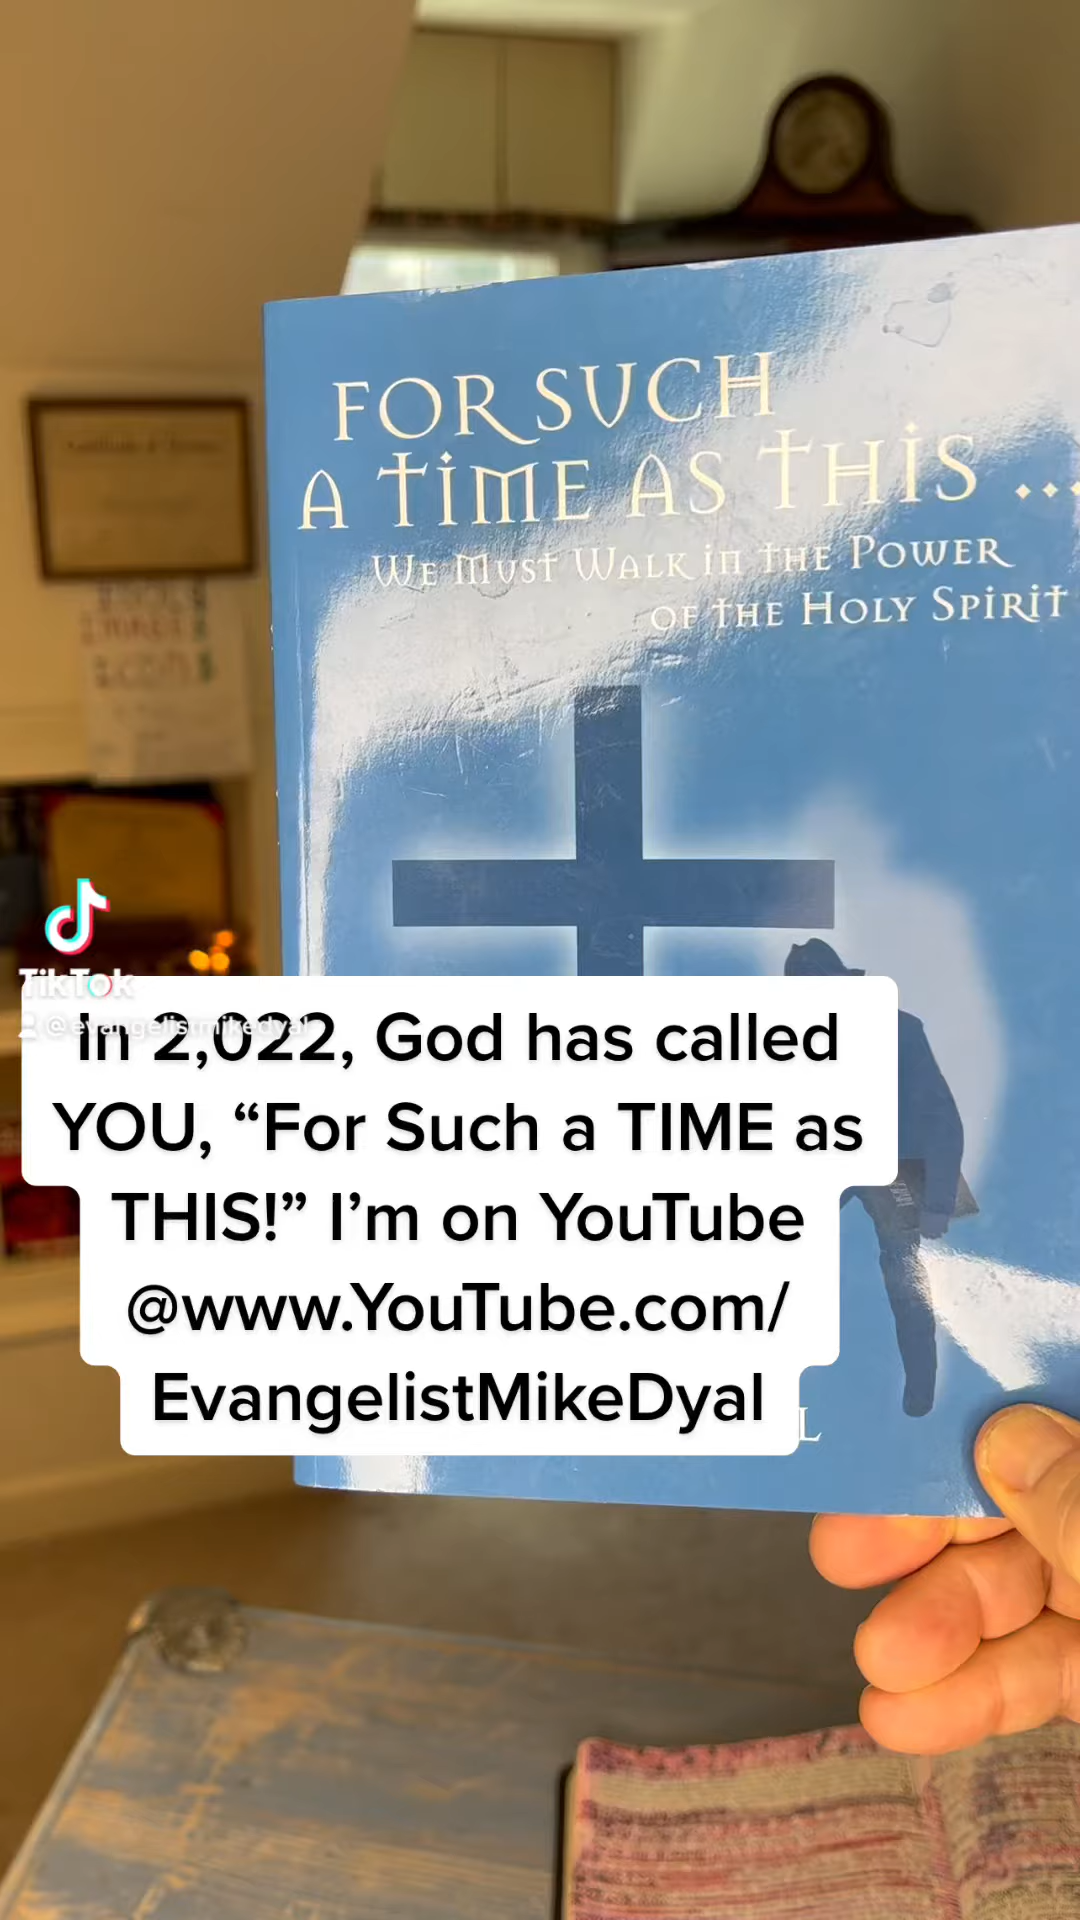 FOR SUCH
A TIME AS THIS ...
WE MUST WALK IN THE POWER
OF THE HOLY SPIRIT
TikTok
@evangelistmikedyal
In 2,022, God has called
YOU, “For Such a TIME as
THIS!” I’m on YouTube
@www.YouTube.com/
EvangelistMikeDyal
L